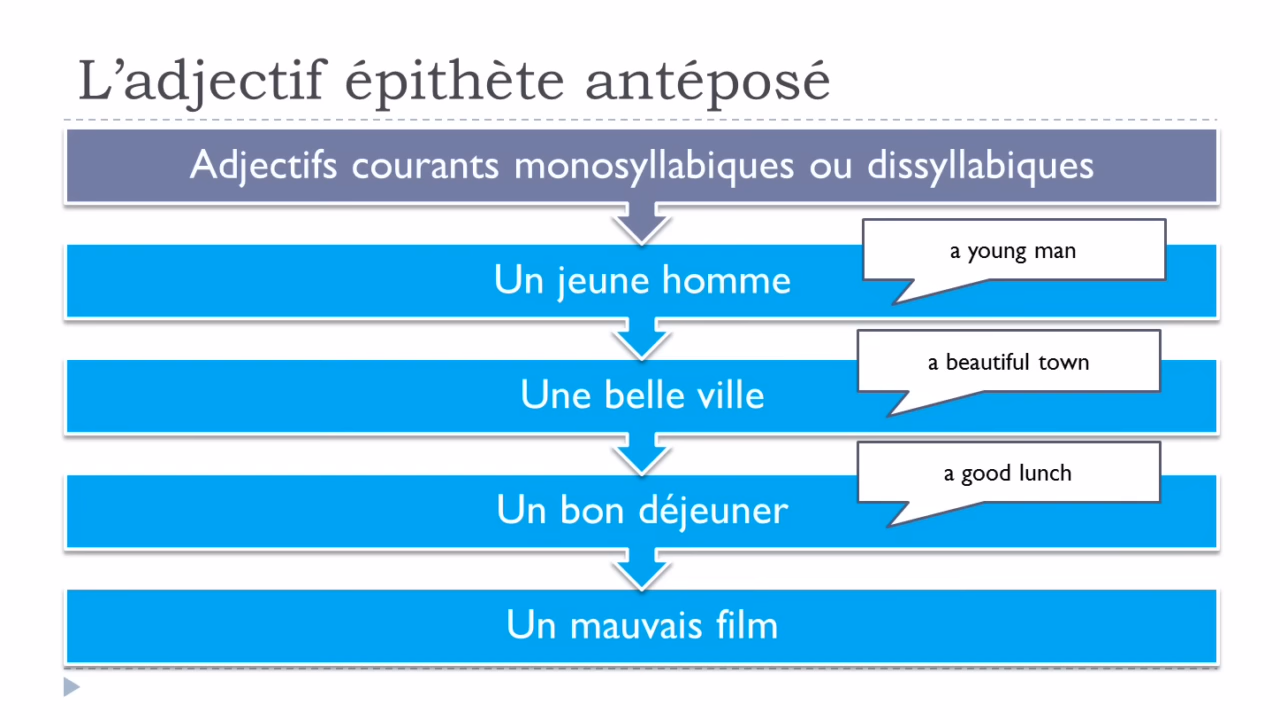 L’adjectif épithète antéposé
Adjectifs courants monosyllabiques ou dissyllabiques
a young man
Un jeune homme
a beautiful town
Une belle ville
a good lunch
Un bon déjeuner
Un mauvais film